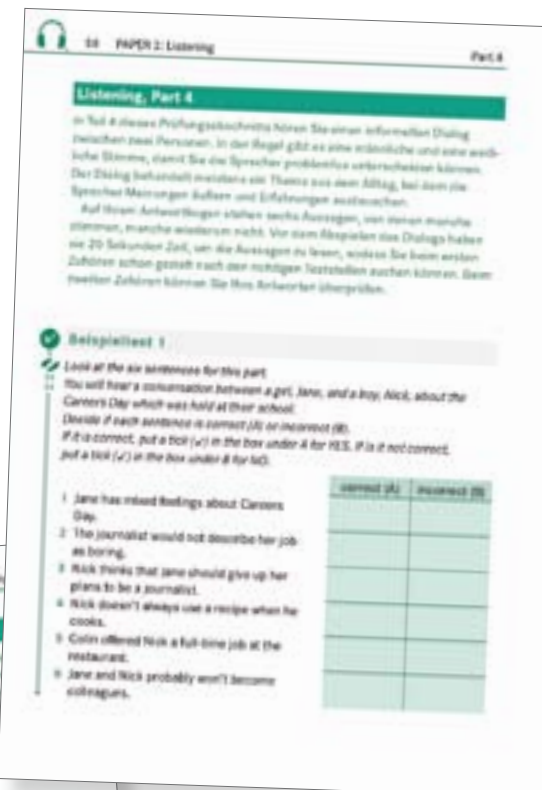 PAPER 2: Listening
Part 4
Listening, Part 4
In Teil 4 dieses Prüfungsabschnitts hören Sie einen informellen Dialog
zwischen zwei Personen. In der Regel gibt es eine männliche und eine weib-
liche Stimme, damit Sie die Sprecher problemlos unterscheiden können.
Der Dialog behandelt meistens ein Thema aus dem Alltag, bei dem die
Sprecher Meinungen äußern und Erfahrungen austauschen.
Auf Ihrem Antwortbogen stehen sechs Aussagen, von denen manche
stimmen, manche wiederum nicht. Vor dem Abspielen des Dialogs haben
Sie 20 Sekunden Zeit, um die Aussagen zu lesen, sodass Sie beim ersten
Zuhören schon gezielt nach den richtigen Textstellen suchen können. Beim
zweiten Zuhören können Sie Ihre Antworten überprüfen.
Beispieltest 1
Look at the six sentences for this part.
You will hear a conversation between a girl, Jane, and a boy, Nick, about the
Careers Day which was held at their school.
Decide if each sentence is correct (A) or incorrect (B).
If it is correct, put a tick (✓) in the box under A for YES. If is it not correct,
put a tick (✓) in the box under B for NO.
correct (A) incorrect (B)
1 Jane has mixed feelings about Careers
Day.
2 The journalist would not describe her job
as boring.
3 Nick thinks that Jane should give up her
plans to be a journalist.
4 Nick doesn't always use a recipe when he
cooks.
5 Colin offered Nick a full-time job at the
restaurant.
6 Jane and Nick probably won't become
colleagues.